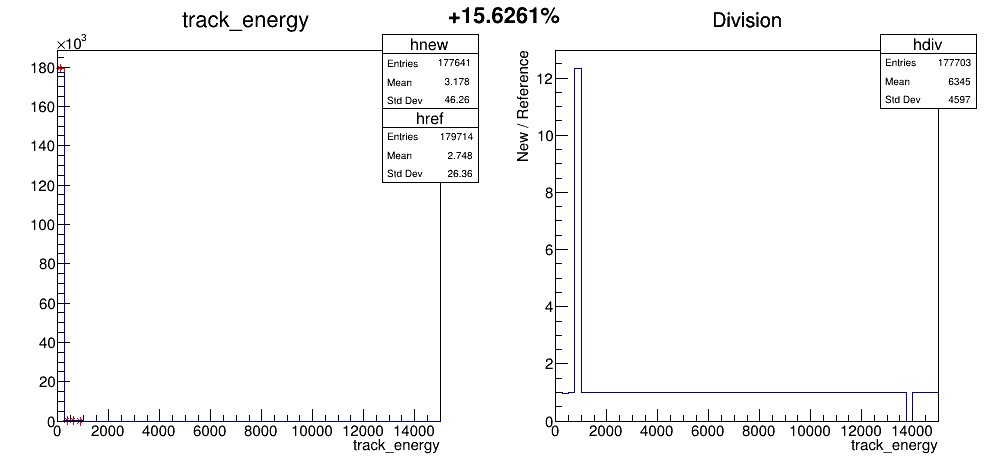 track_energy
+15.6261%
Division
×10³
hnew
Entries 177641
Mean 3.178
Std Dev 46.26
href
Entries 179714
Mean 2.748
Std Dev 26.36
180
160
140
120
100
80
60
40
20
0
0 2000 4000 6000 8000 10000 12000 14000
track_energy
hdiv
Entries 177703
Mean 6345
Std Dev 4597
New / Reference
12
10
8
6
4
2
0
0 2000 4000 6000 8000 10000 12000 14000
track_energy